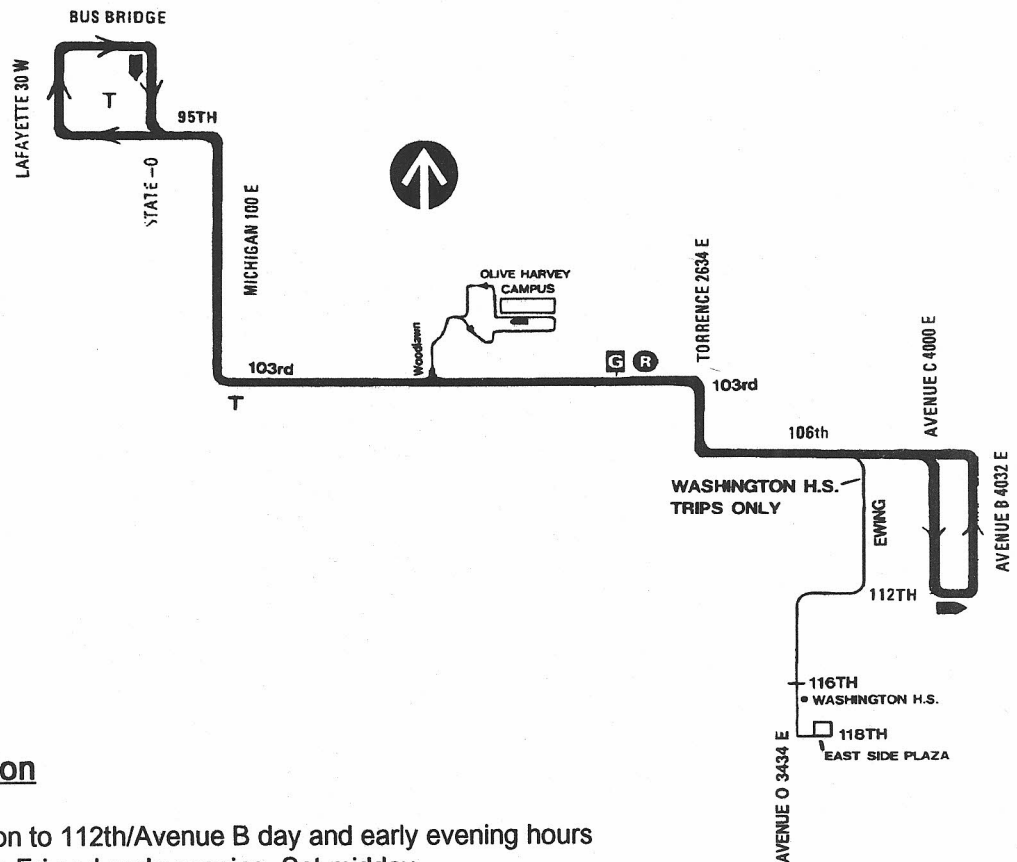 BUS BRIDGE
LAFAYETTE 30 W
T
95TH
STATE-0
MICHIGAN 100 E
OLIVE HARVEY
CAMPUS
Woodlawn
TORRENCE 2634 E
G R
103rd
103rd
T
AVENUE C 4000 E
106th
WASHINGTON H.S.
TRIPS ONLY
EWING
AVENUE B 4032 E
112TH
116TH
WASHINGTON H.S.
118TH
EAST SIDE PLAZA
AVENUE O 3434 E
on
on to 112th/Avenue B day and early evening hours